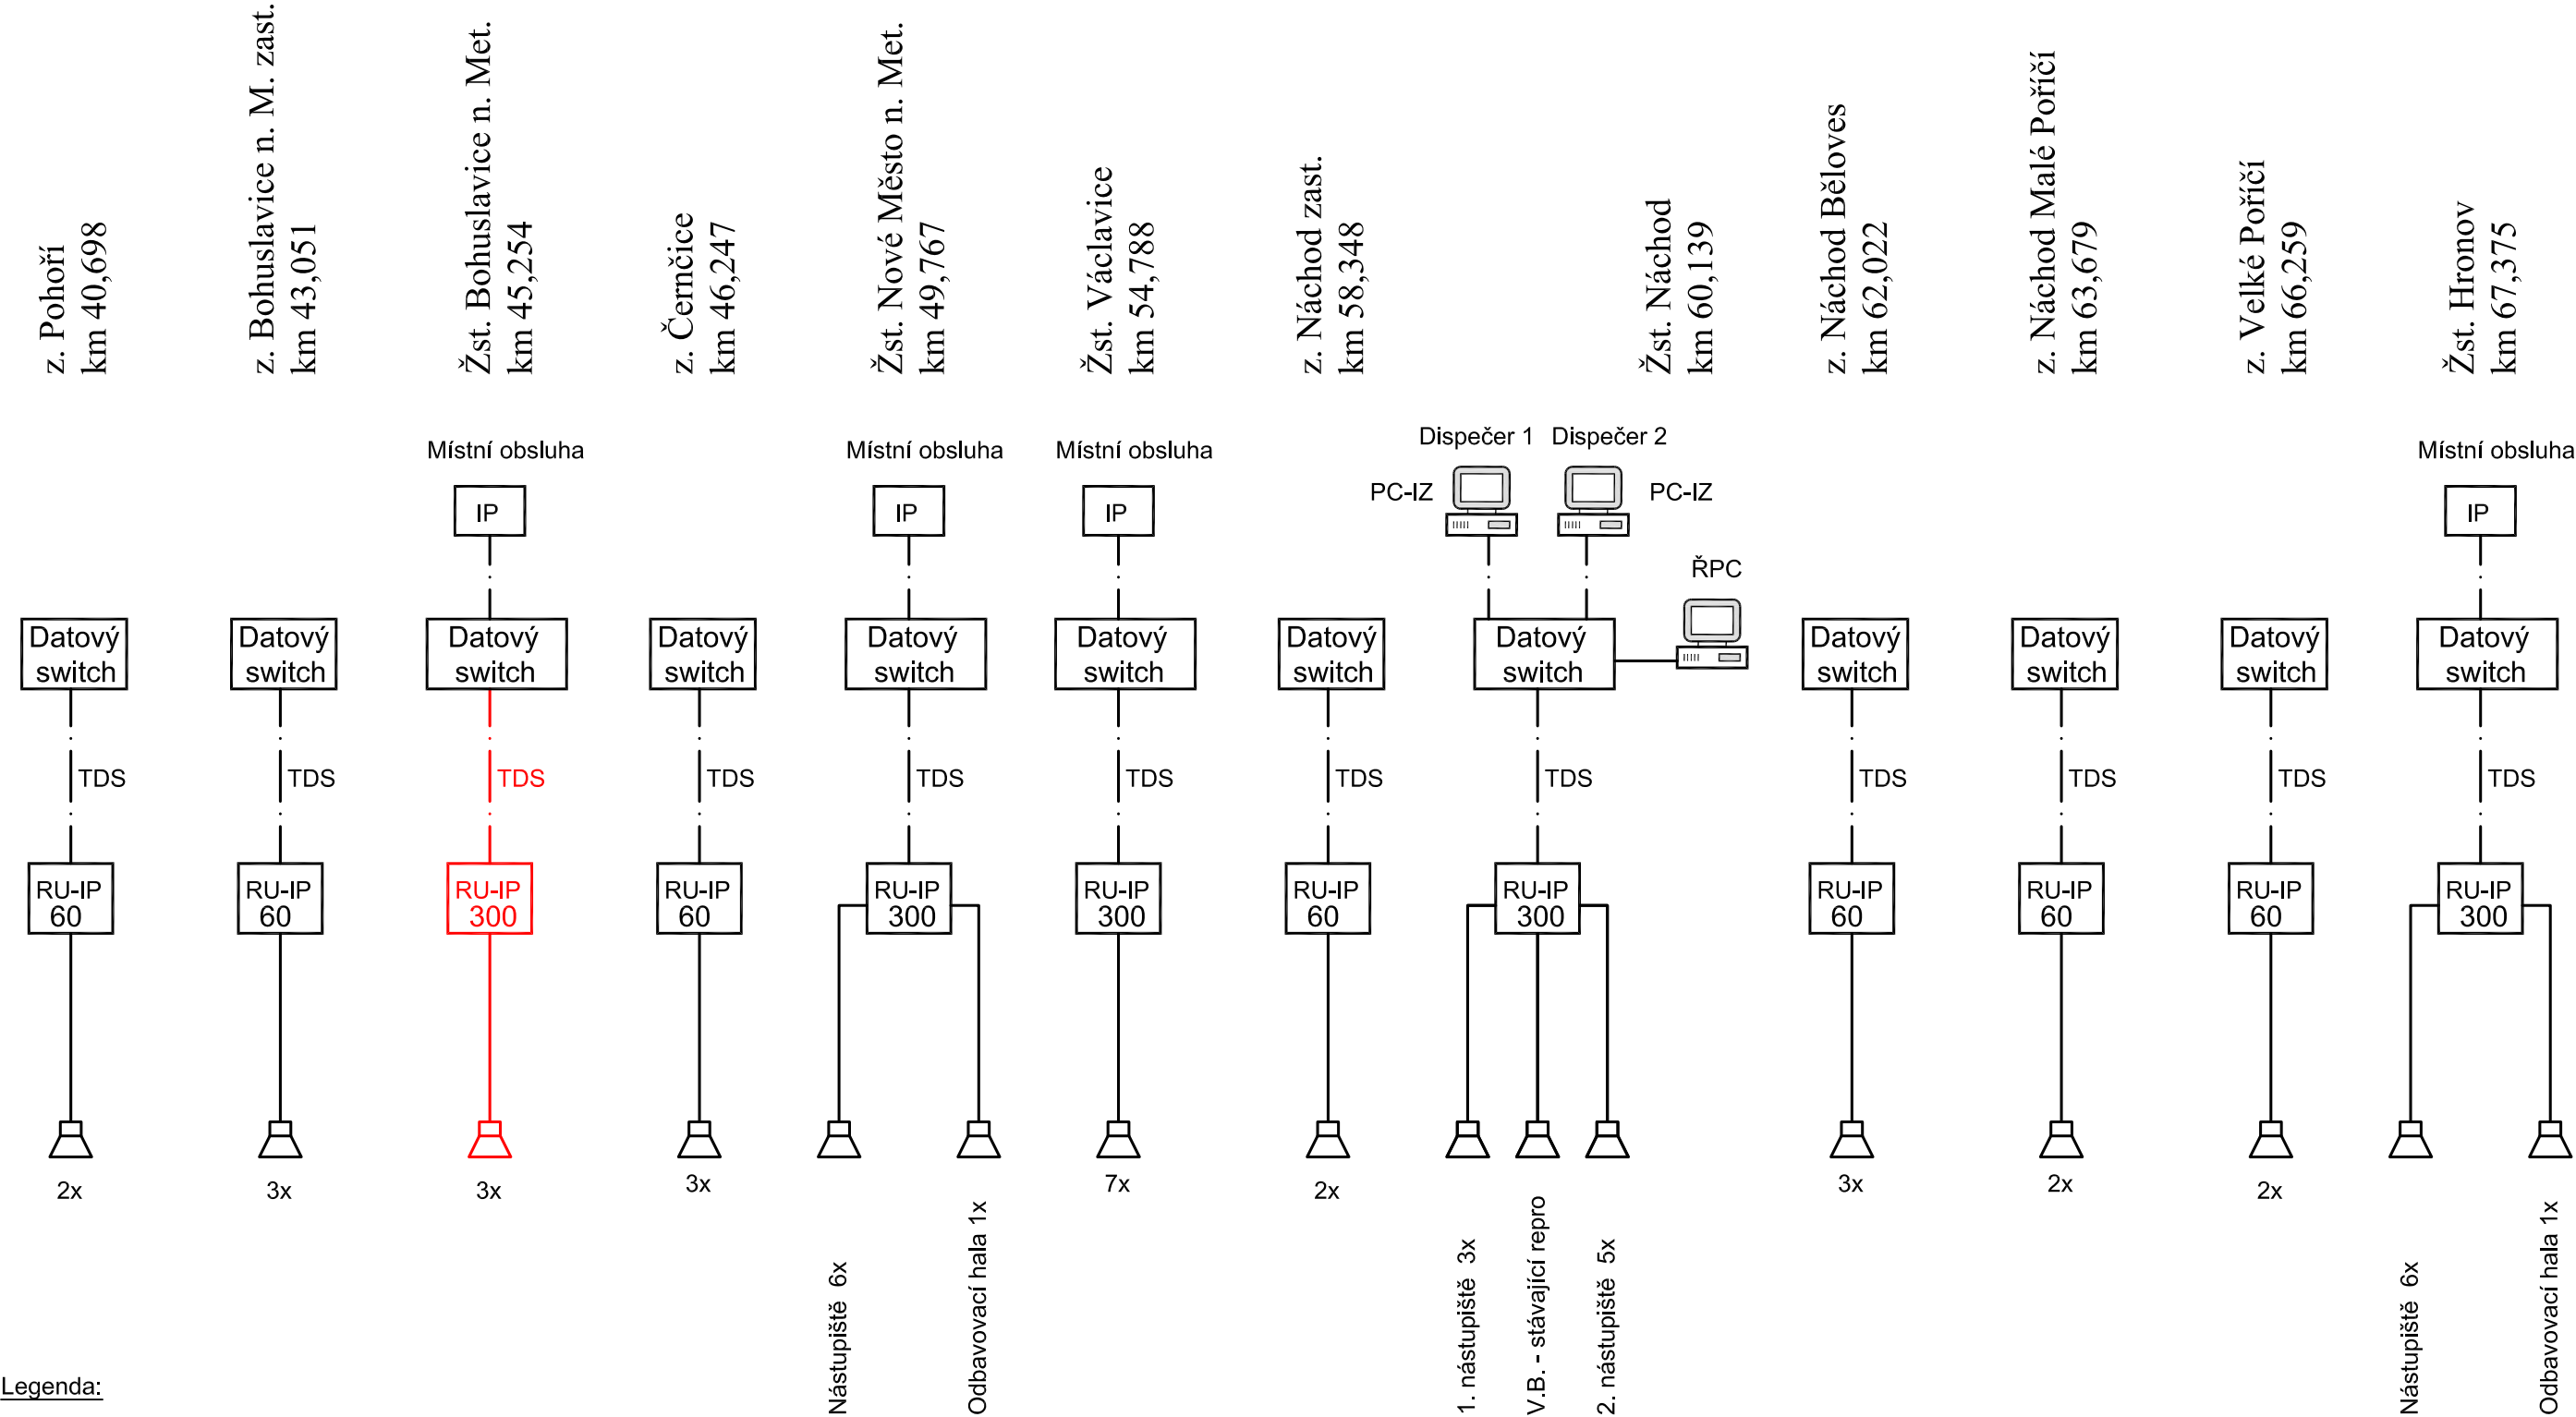 z. Pohoří
km 40,698
z. Bohuslavice n. M. zast.
km 43,051
Žst. Bohuslavice n. Met.
km 45,254
z. Černčice
km 46,247
Žst. Nové Město n. Met.
km 49,767
Žst. Václavice
km 54,788
z. Náchod zast.
km 58,348
Žst. Náchod
km 60,139
z. Náchod Běloves
km 62,022
z. Náchod Malé Poříčí
km 63,679
z. Velké Poříčí
km 66,259
Žst. Hronov
km 67,375
Místní obsluha
Místní obsluha
Místní obsluha
Dispečer 1
Dispečer 2
Místní obsluha
IP
IP
IP
PC-IZ
PC-IZ
IP
ŘPC
Datový
switch
Datový
switch
Datový
switch
Datový
switch
Datový
switch
Datový
switch
Datový
switch
Datový
switch
Datový
switch
Datový
switch
Datový
switch
Datový
switch
TDS
TDS
TDS
TDS
TDS
TDS
TDS
TDS
TDS
TDS
TDS
TDS
RU-IP
60
RU-IP
60
RU-IP
300
RU-IP
60
RU-IP
300
RU-IP
300
RU-IP
60
RU-IP
300
RU-IP
60
RU-IP
60
RU-IP
60
RU-IP
300
2x
3x
3x
3x
Nástupiště 6x
Odbavovací hala 1x
7x
2x
1. nástupiště 3x
V.B. - stávající repro
2. nástupiště 5x
3x
2x
2x
Nástupiště 6x
Odbavovací hala 1x
Legenda: